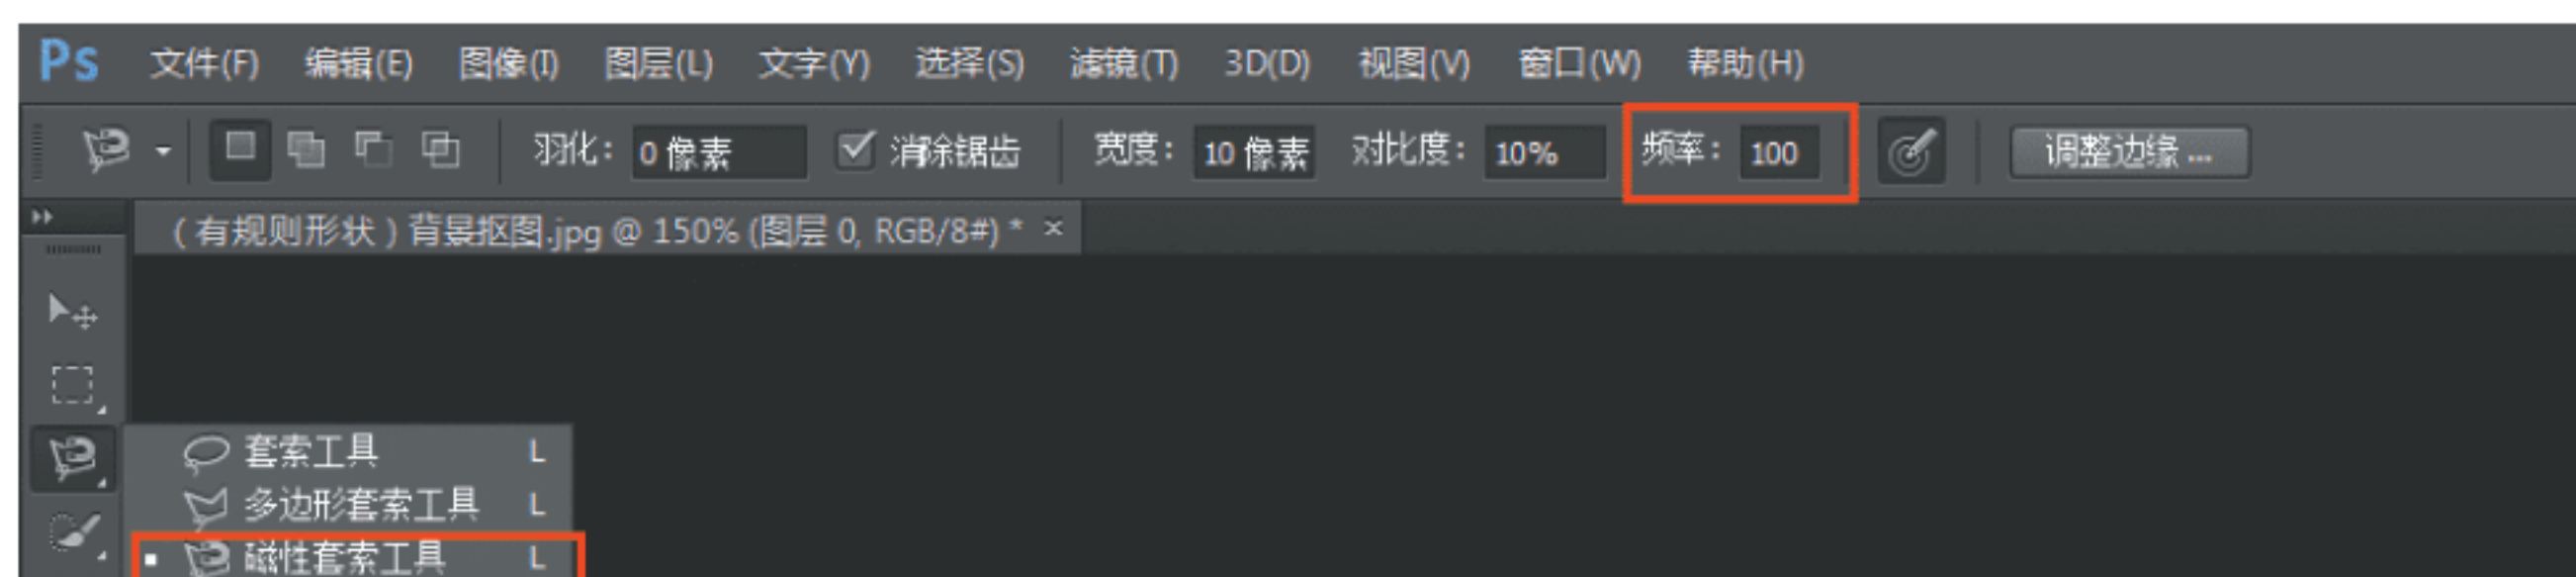 Ps 文件(F) 编辑(E) 图像(I) 图层(L) 文字(Y) 选择(S) 滤镜(T) 3D(D) 视图(V) 窗口(W) 帮助(H)
羽化: 0 像素 消除锯齿 宽度: 10 像素 对比度: 10% 频率: 100 调整边缘...
(有规则形状)背景抠图.jpg @ 150% (图层 0, RGB/8#) * ×
套索工具 L
多边形套索工具 L
磁性套索工具 L